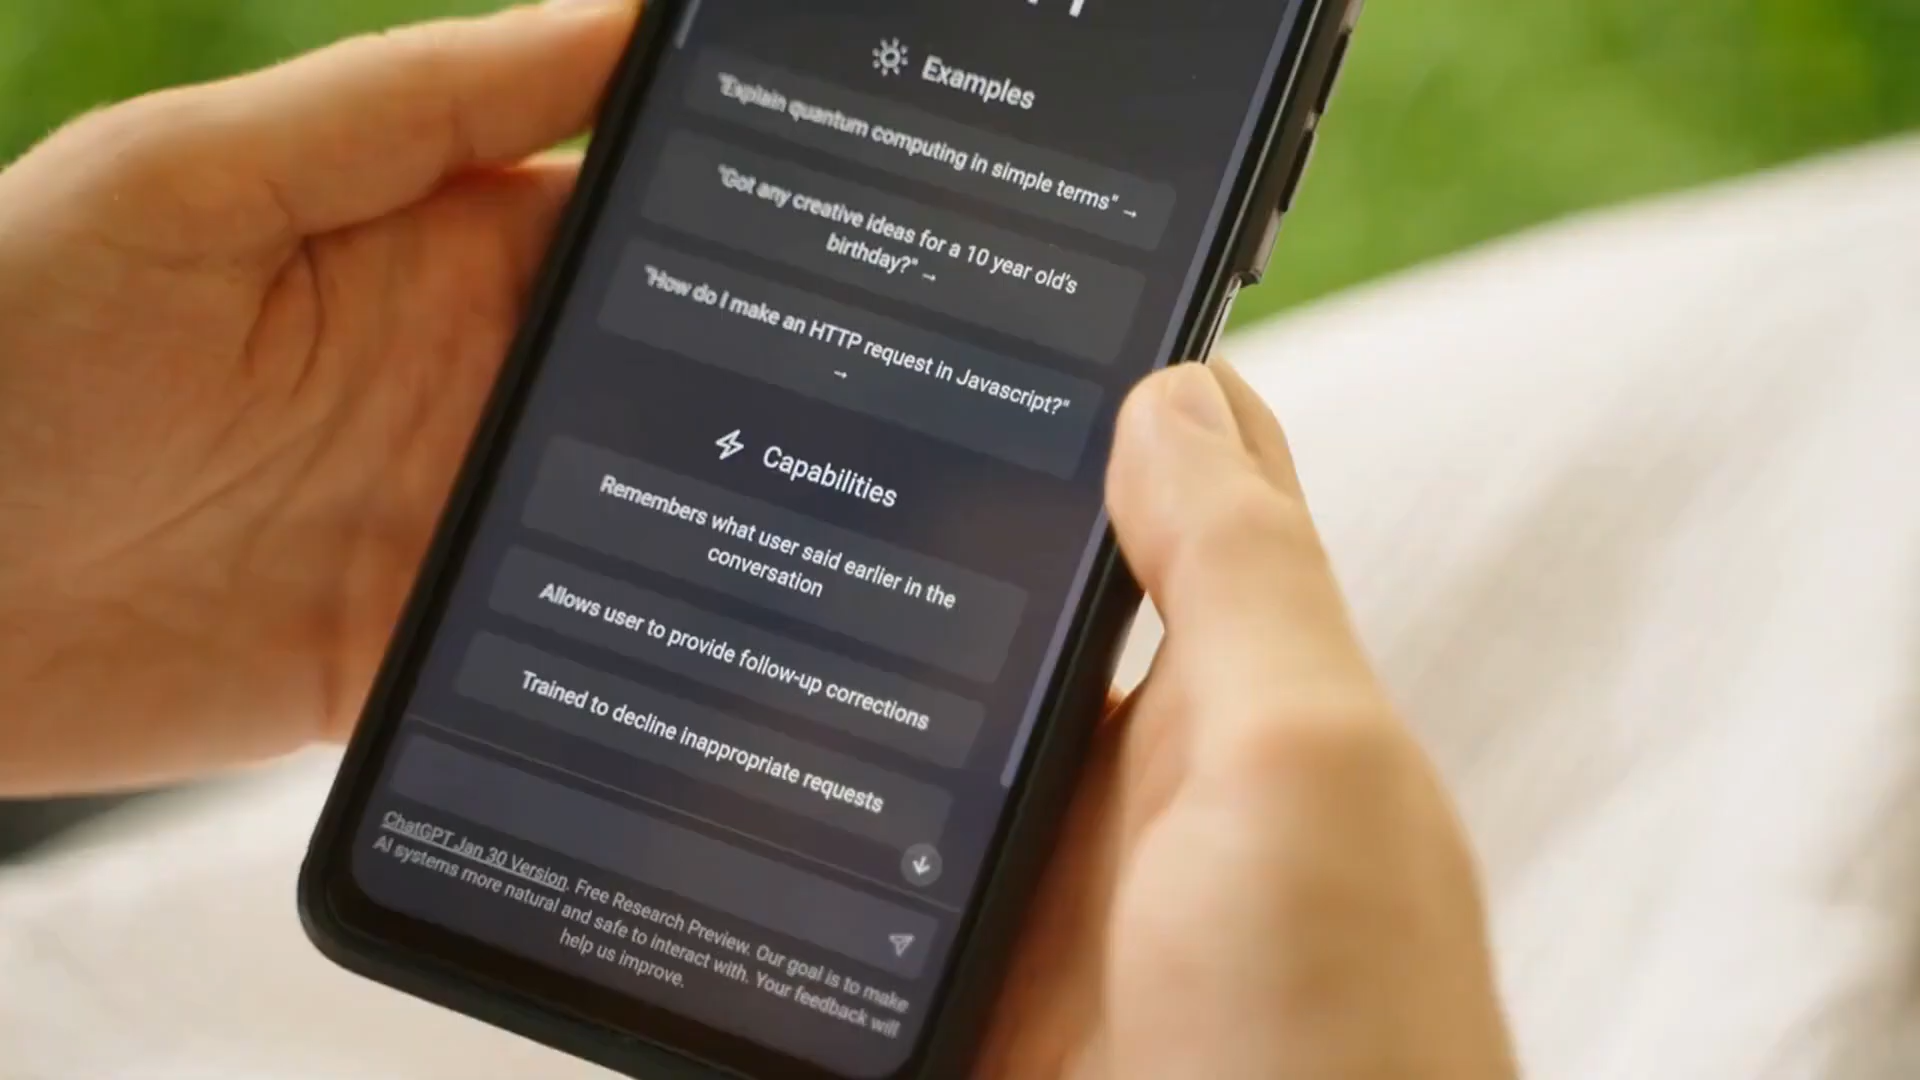 Examples
"Explain quantum computing in simple terms" →
"Got any creative ideas for a 10 year old's
birthday?" →
"How do I make an HTTP request in Javascript?"
→
Capabilities
Remembers what user said earlier in the
conversation
Allows user to provide follow-up corrections
Trained to decline inappropriate requests
ChatGPT Jan 30 Version. Free Research Preview. Our goal is to make
AI systems more natural and safe to interact with. Your feedback will
help us improve.